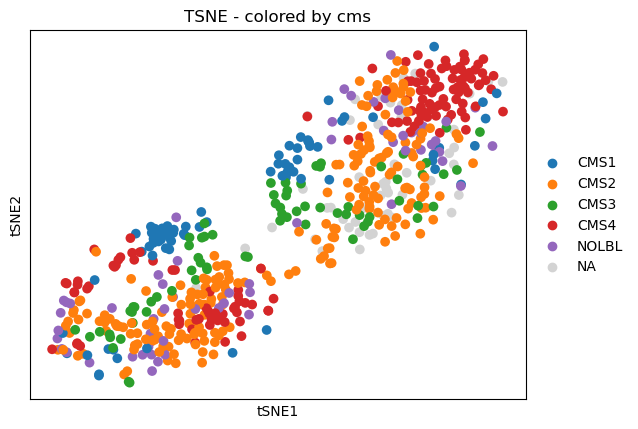 TSNE - colored by cms
tSNE2
tSNE1
CMS1
CMS2
CMS3
CMS4
NOLBL
NA